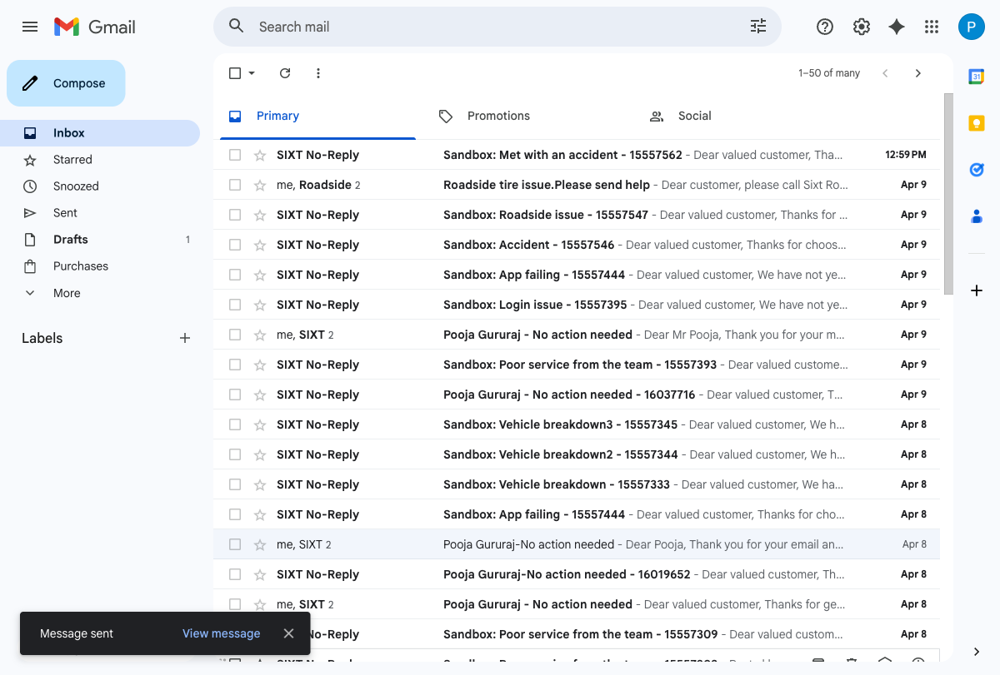 Gmail
Search mail
P
Compose
1–50 of many
31
Primary
Promotions
Social
Inbox
Starred
Snoozed
Sent
Drafts 1
Purchases
More
Labels
SIXT No-Reply Sandbox: Met with an accident - 15557562 - Dear valued customer, Tha… 12:59 PM
me, Roadside 2 Roadside tire issue.Please send help - Dear customer, please call Sixt Ro… Apr 9
SIXT No-Reply Sandbox: Roadside issue - 15557547 - Dear valued customer, Thanks for … Apr 9
SIXT No-Reply Sandbox: Accident - 15557546 - Dear valued customer, Thanks for choos… Apr 9
SIXT No-Reply Sandbox: App failing - 15557444 - Dear valued customer, We have not ye… Apr 9
SIXT No-Reply Sandbox: Login issue - 15557395 - Dear valued customer, We have not ye… Apr 9
me, SIXT 2 Pooja Gururaj - No action needed - Dear Mr Pooja, Thank you for your m… Apr 9
SIXT No-Reply Sandbox: Poor service from the team - 15557393 - Dear valued custome… Apr 9
SIXT No-Reply Pooja Gururaj - No action needed - 16037716 - Dear valued customer, T… Apr 9
SIXT No-Reply Sandbox: Vehicle breakdown3 - 15557345 - Dear valued customer, We h… Apr 8
SIXT No-Reply Sandbox: Vehicle breakdown2 - 15557344 - Dear valued customer, We h… Apr 8
SIXT No-Reply Sandbox: Vehicle breakdown - 15557333 - Dear valued customer, We ha… Apr 8
SIXT No-Reply Sandbox: App failing - 15557444 - Dear valued customer, Thanks for cho… Apr 8
me, SIXT 2 Pooja Gururaj-No action needed - Dear Pooja, Thank you for your email an… Apr 8
SIXT No-Reply Pooja Gururaj-No action needed - 16019652 - Dear valued customer, Th… Apr 8
me, SIXT 2 Pooja Gururaj - No action needed - Dear valued customer, Thanks for ge… Apr 8
No-Reply Sandbox: Poor service from the team - 15557309 - Dear valued custom… Apr 8
Message sent View message